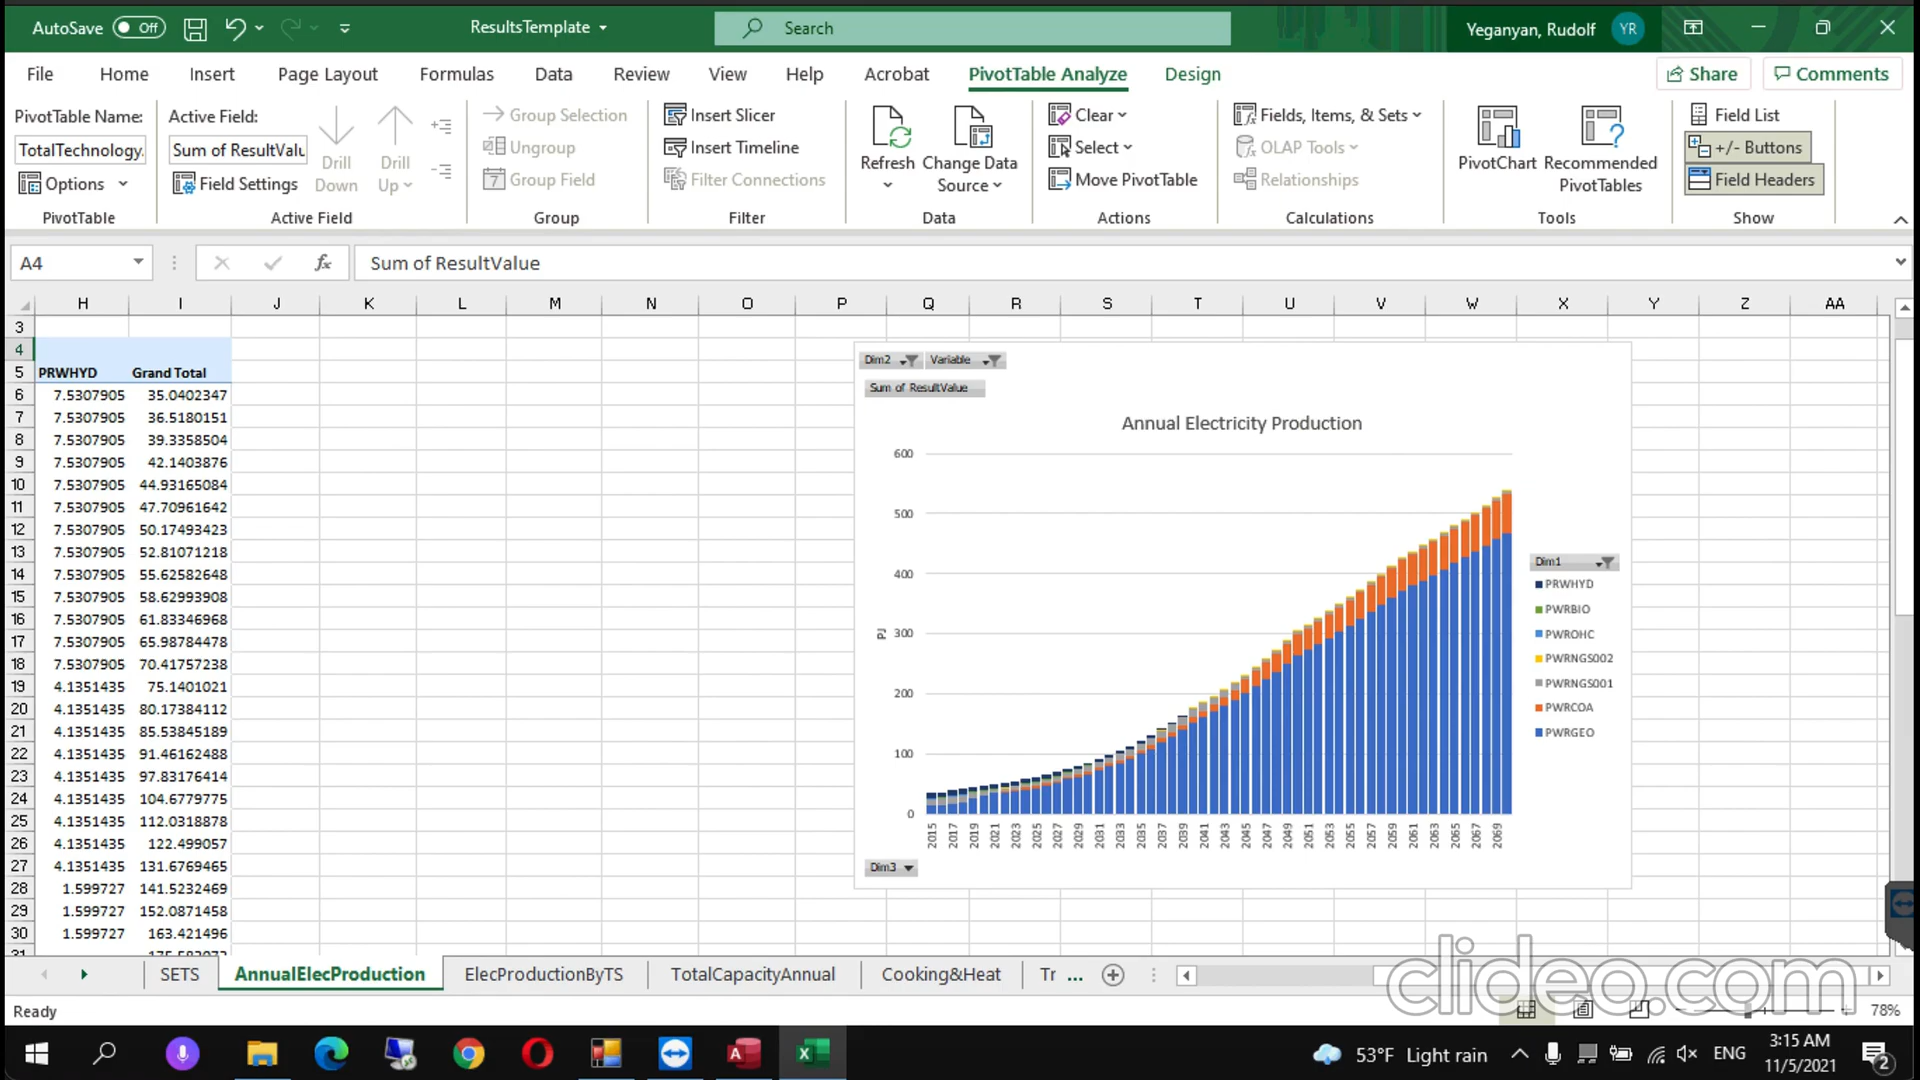 AutoSave Off ResultsTemplate Search Yeganyan, Rudolf YR
File Home Insert Page Layout Formulas Data Review View Help Acrobat PivotTable Analyze Design Share Comments
PivotTable Name:
TotalTechnology.
Options
PivotTable
Active Field:
Sum of ResultValu
Field Settings
Drill Down
Drill Up
Active Field
Group Selection
Ungroup
Group Field
Group
Insert Slicer
Insert Timeline
Filter Connections
Filter
Refresh
Change Data Source
Data
Clear
Select
Move PivotTable
Actions
Fields, Items, & Sets
OLAP Tools
Relationships
Calculations
PivotChart
Recommended PivotTables
Tools
Field List
+/- Buttons
Field Headers
Show
A4 fx Sum of ResultValue
H I J K L M N O P Q R S T U V W X Y Z AA
3
4
5 PRWHYD Grand Total
6 7.5307905 35.0402347
7 7.5307905 36.5180151
8 7.5307905 39.3358504
9 7.5307905 42.1403876
10 7.5307905 44.93165084
11 7.5307905 47.70961642
12 7.5307905 50.17493423
13 7.5307905 52.81071218
14 7.5307905 55.62582648
15 7.5307905 58.62993908
16 7.5307905 61.83346968
17 7.5307905 65.98784478
18 7.5307905 70.41757238
19 4.1351435 75.1401021
20 4.1351435 80.17384112
21 4.1351435 85.53845189
22 4.1351435 91.46162488
23 4.1351435 97.83176414
24 4.1351435 104.6779775
25 4.1351435 112.0318878
26 4.1351435 122.499057
27 4.1351435 131.6769465
28 1.599727 141.5232469
29 1.599727 152.0871458
30 1.599727 163.421496
Dim2 Variable
Sum of ResultValue
Annual Electricity Production
600
500
400
300
200
100
0
PJ
2015 2017 2019 2021 2023 2025 2027 2029 2031 2033 2035 2037 2039 2041 2043 2045 2047 2049 2051 2053 2055 2057 2059 2061 2063 2065 2067 2069
Dim3
Dim1
PRWHYD
PWRBIO
PWROHC
PWRNGS002
PWRNGS001
PWRCOA
PWRGEO
SETS AnnualElecProduction ElecProductionByTS TotalCapacityAnnual Cooking&Heat Tr ...
clideo.com
Ready 78%
53°F Light rain ENG 3:15 AM
11/5/2021 2